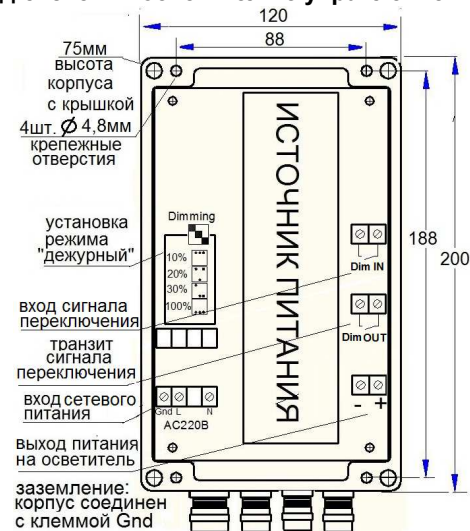 120
88
75мм
высота
корпуса
с крышкой
4шт. Ø 4,8мм
крепежные
отверстия
ИСТОЧНИК ПИТАНИЯ
установка
режима
"дежурный"
Dimming
10%
20%
30%
100%
Dim IN
188
200
вход сигнала
переключения
Dim OUT
транзит
сигнала
переключения
вход сетевого
питания
Gnd L N
AC220В
- +
выход питания
на осветитель
заземление:
корпус соединен
с клеммой Gnd